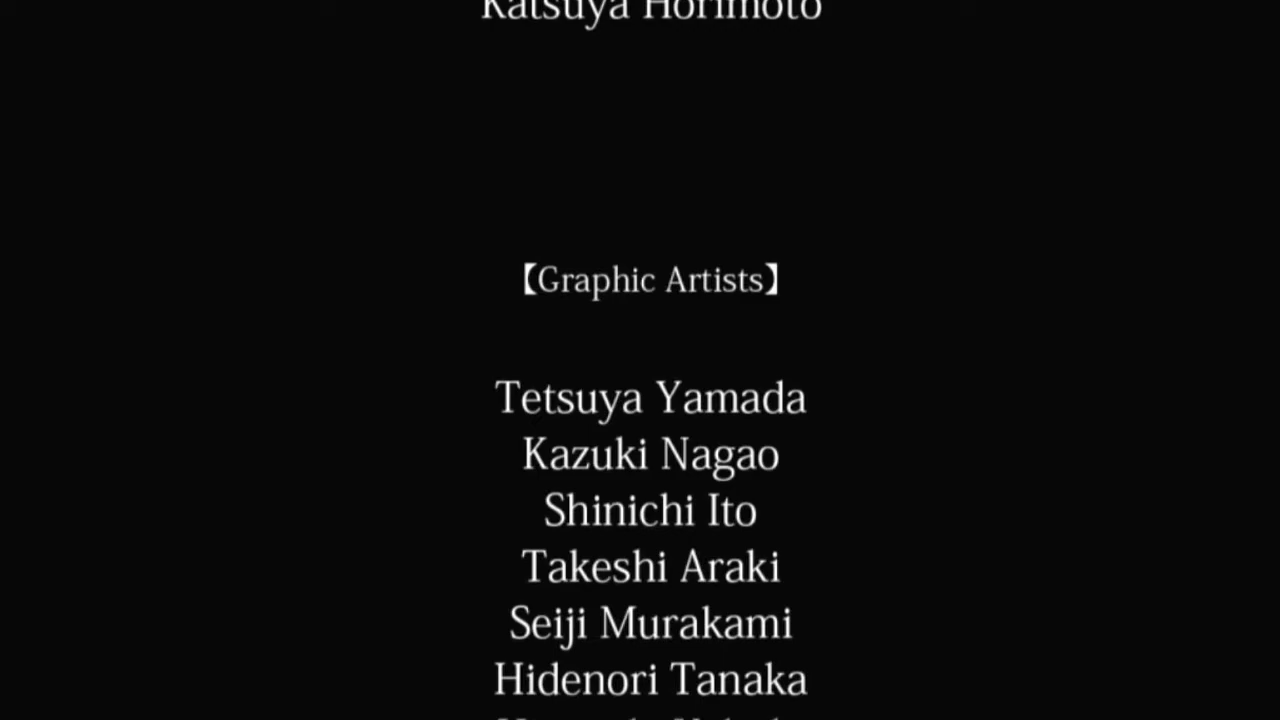 Katsuya Horimoto
【Graphic Artists】
Tetsuya Yamada
Kazuki Nagao
Shinichi Ito
Takeshi Araki
Seiji Murakami
Hidenori Tanaka